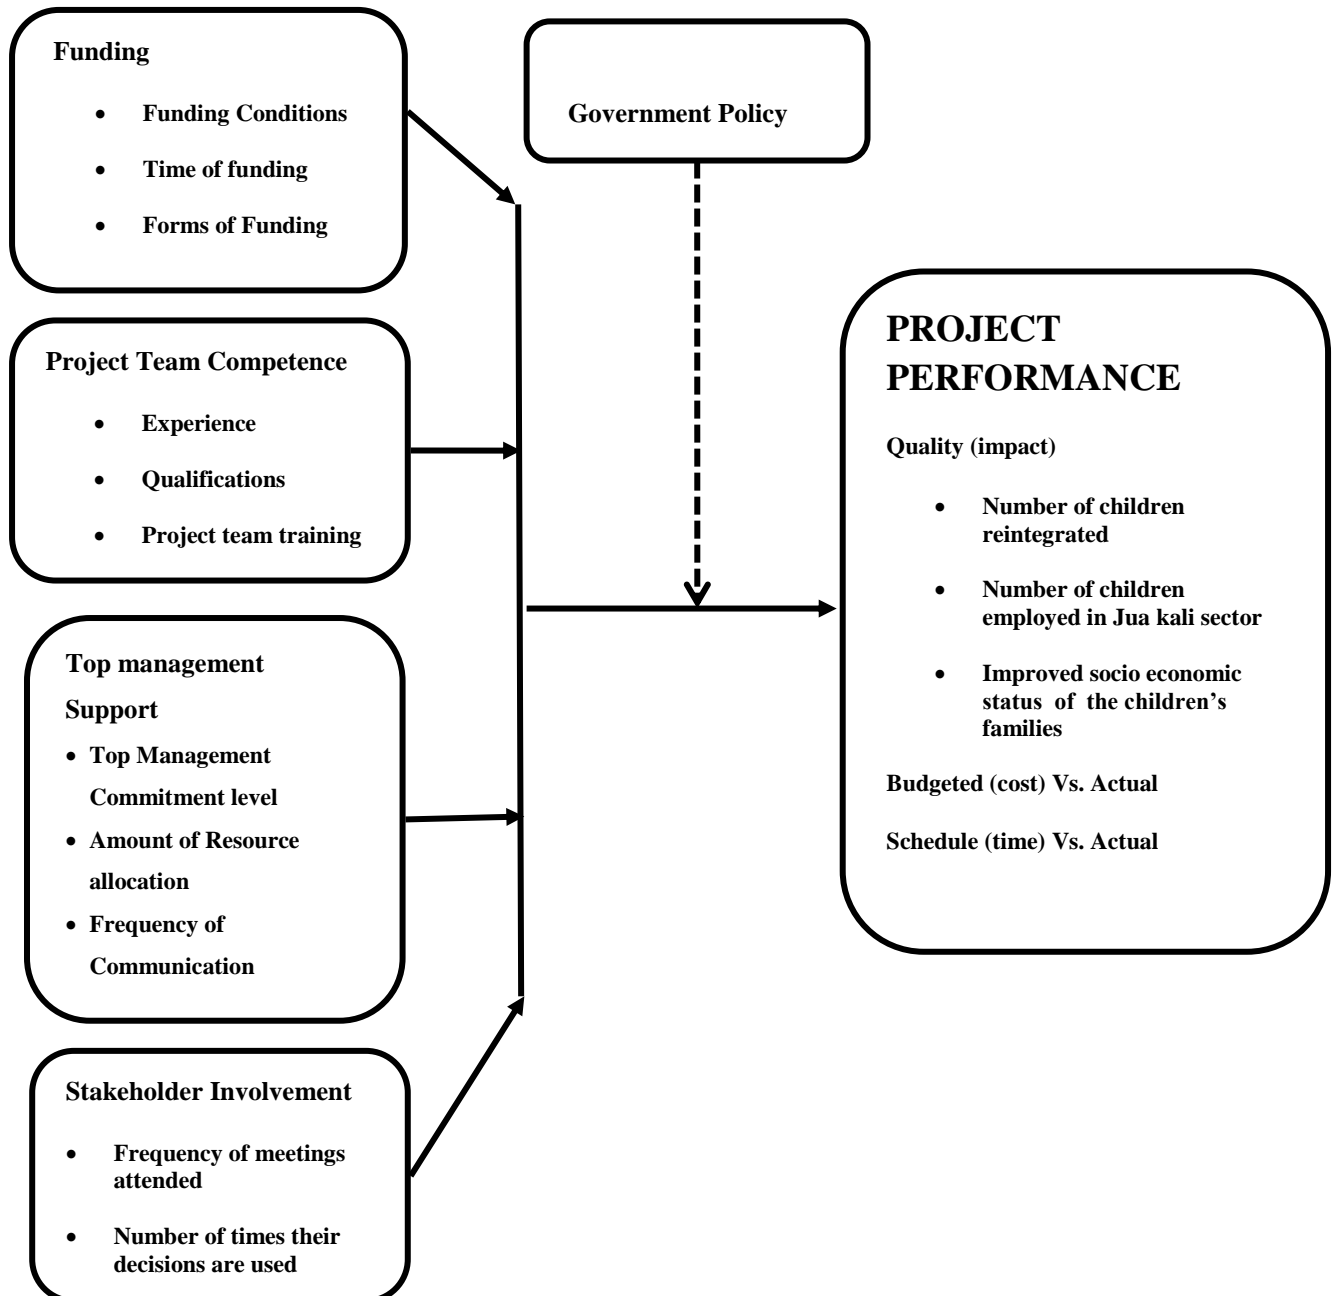 Funding
• Funding Conditions
• Time of funding
• Forms of Funding
Government Policy
Project Team Competence
• Experience
• Qualifications
• Project team training
Top management
Support
• Top Management
Commitment level
• Amount of Resource
allocation
• Frequency of
Communication
Stakeholder Involvement
• Frequency of meetings
attended
• Number of times their
decisions are used
PROJECT
PERFORMANCE
Quality (impact)
• Number of children
reintegrated
• Number of children
employed in Jua kali sector
• Improved socio economic
status of the children's
families
Budgeted (cost) Vs. Actual
Schedule (time) Vs. Actual